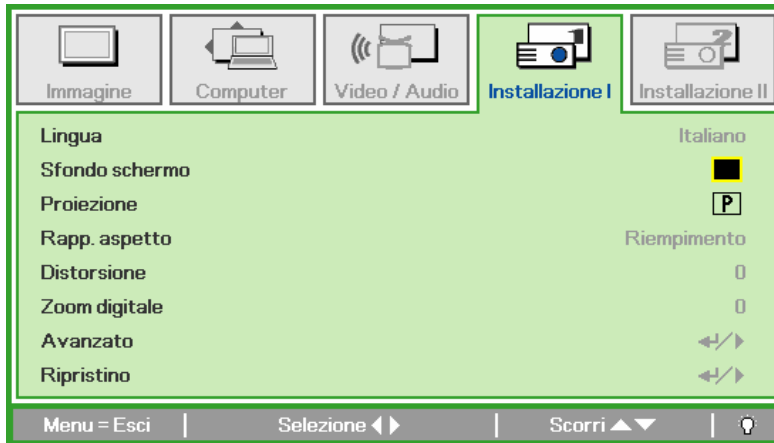 Immagine
Computer
Video / Audio
Installazione I
Installazione II
Lingua Italiano
Sfondo schermo
Proiezione P
Rapp. aspetto Riempimento
Distorsione 0
Zoom digitale 0
Avanzato
Ripristino
Menu = Esci Selezione Scorri